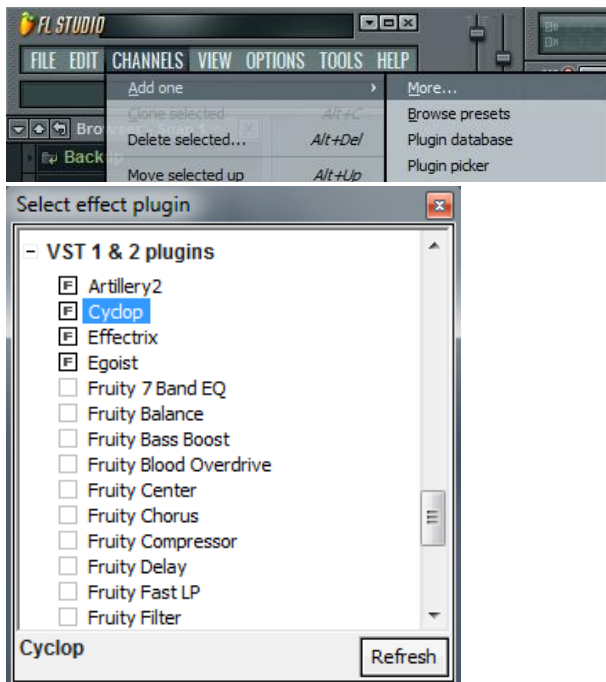 FL STUDIO
FILE EDIT CHANNELS VIEW OPTIONS TOOLS HELP
Add one
More...
Clone selected Alt+C
Browse presets
Delete selected... Alt+Del
Plugin database
Backup
Plugin picker
Move selected up Alt+Up
Select effect plugin
VST 1 & 2 plugins
F Artillery2
F Cyclop
F Effectrix
F Egoist
Fruity 7 Band EQ
Fruity Balance
Fruity Bass Boost
Fruity Blood Overdrive
Fruity Center
Fruity Chorus
Fruity Compressor
Fruity Delay
Fruity Fast LP
Fruity Filter
Cyclop
Refresh